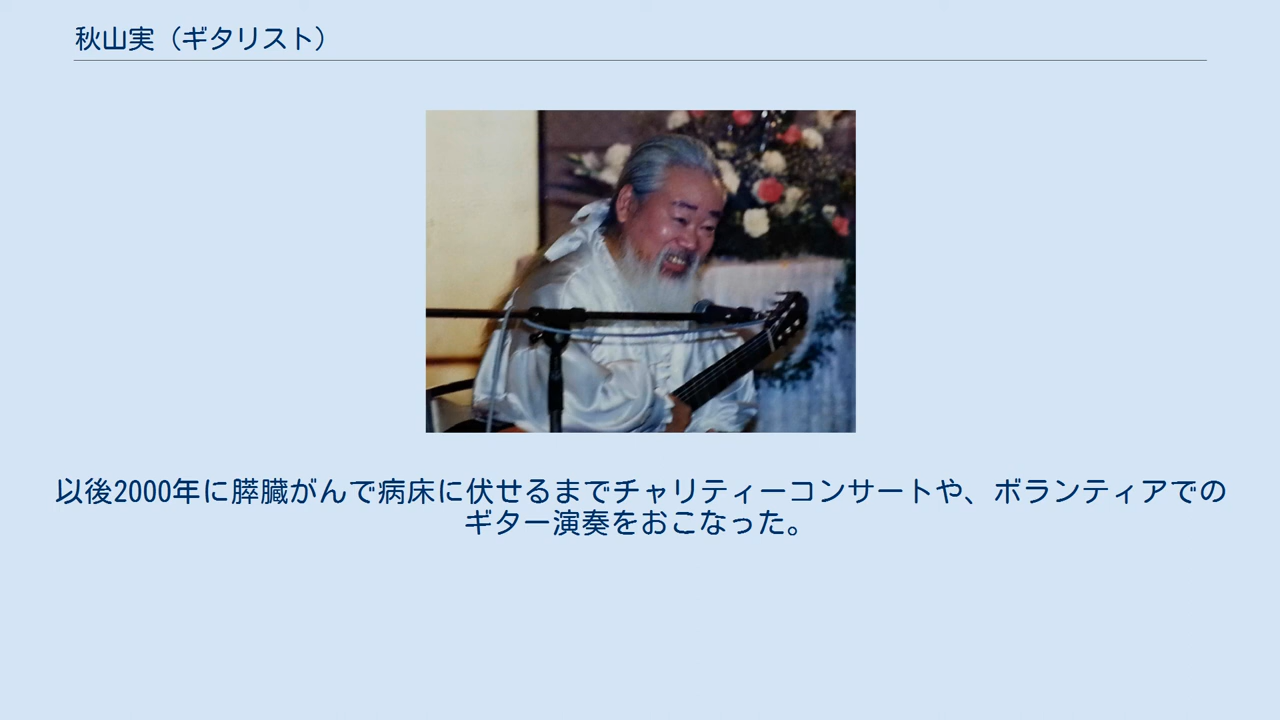 秋山実（ギタリスト）
以後2000年に膵臓がんで病床に伏せるまでチャリティーコンサートや、ボランティアでの
ギター演奏をおこなった。